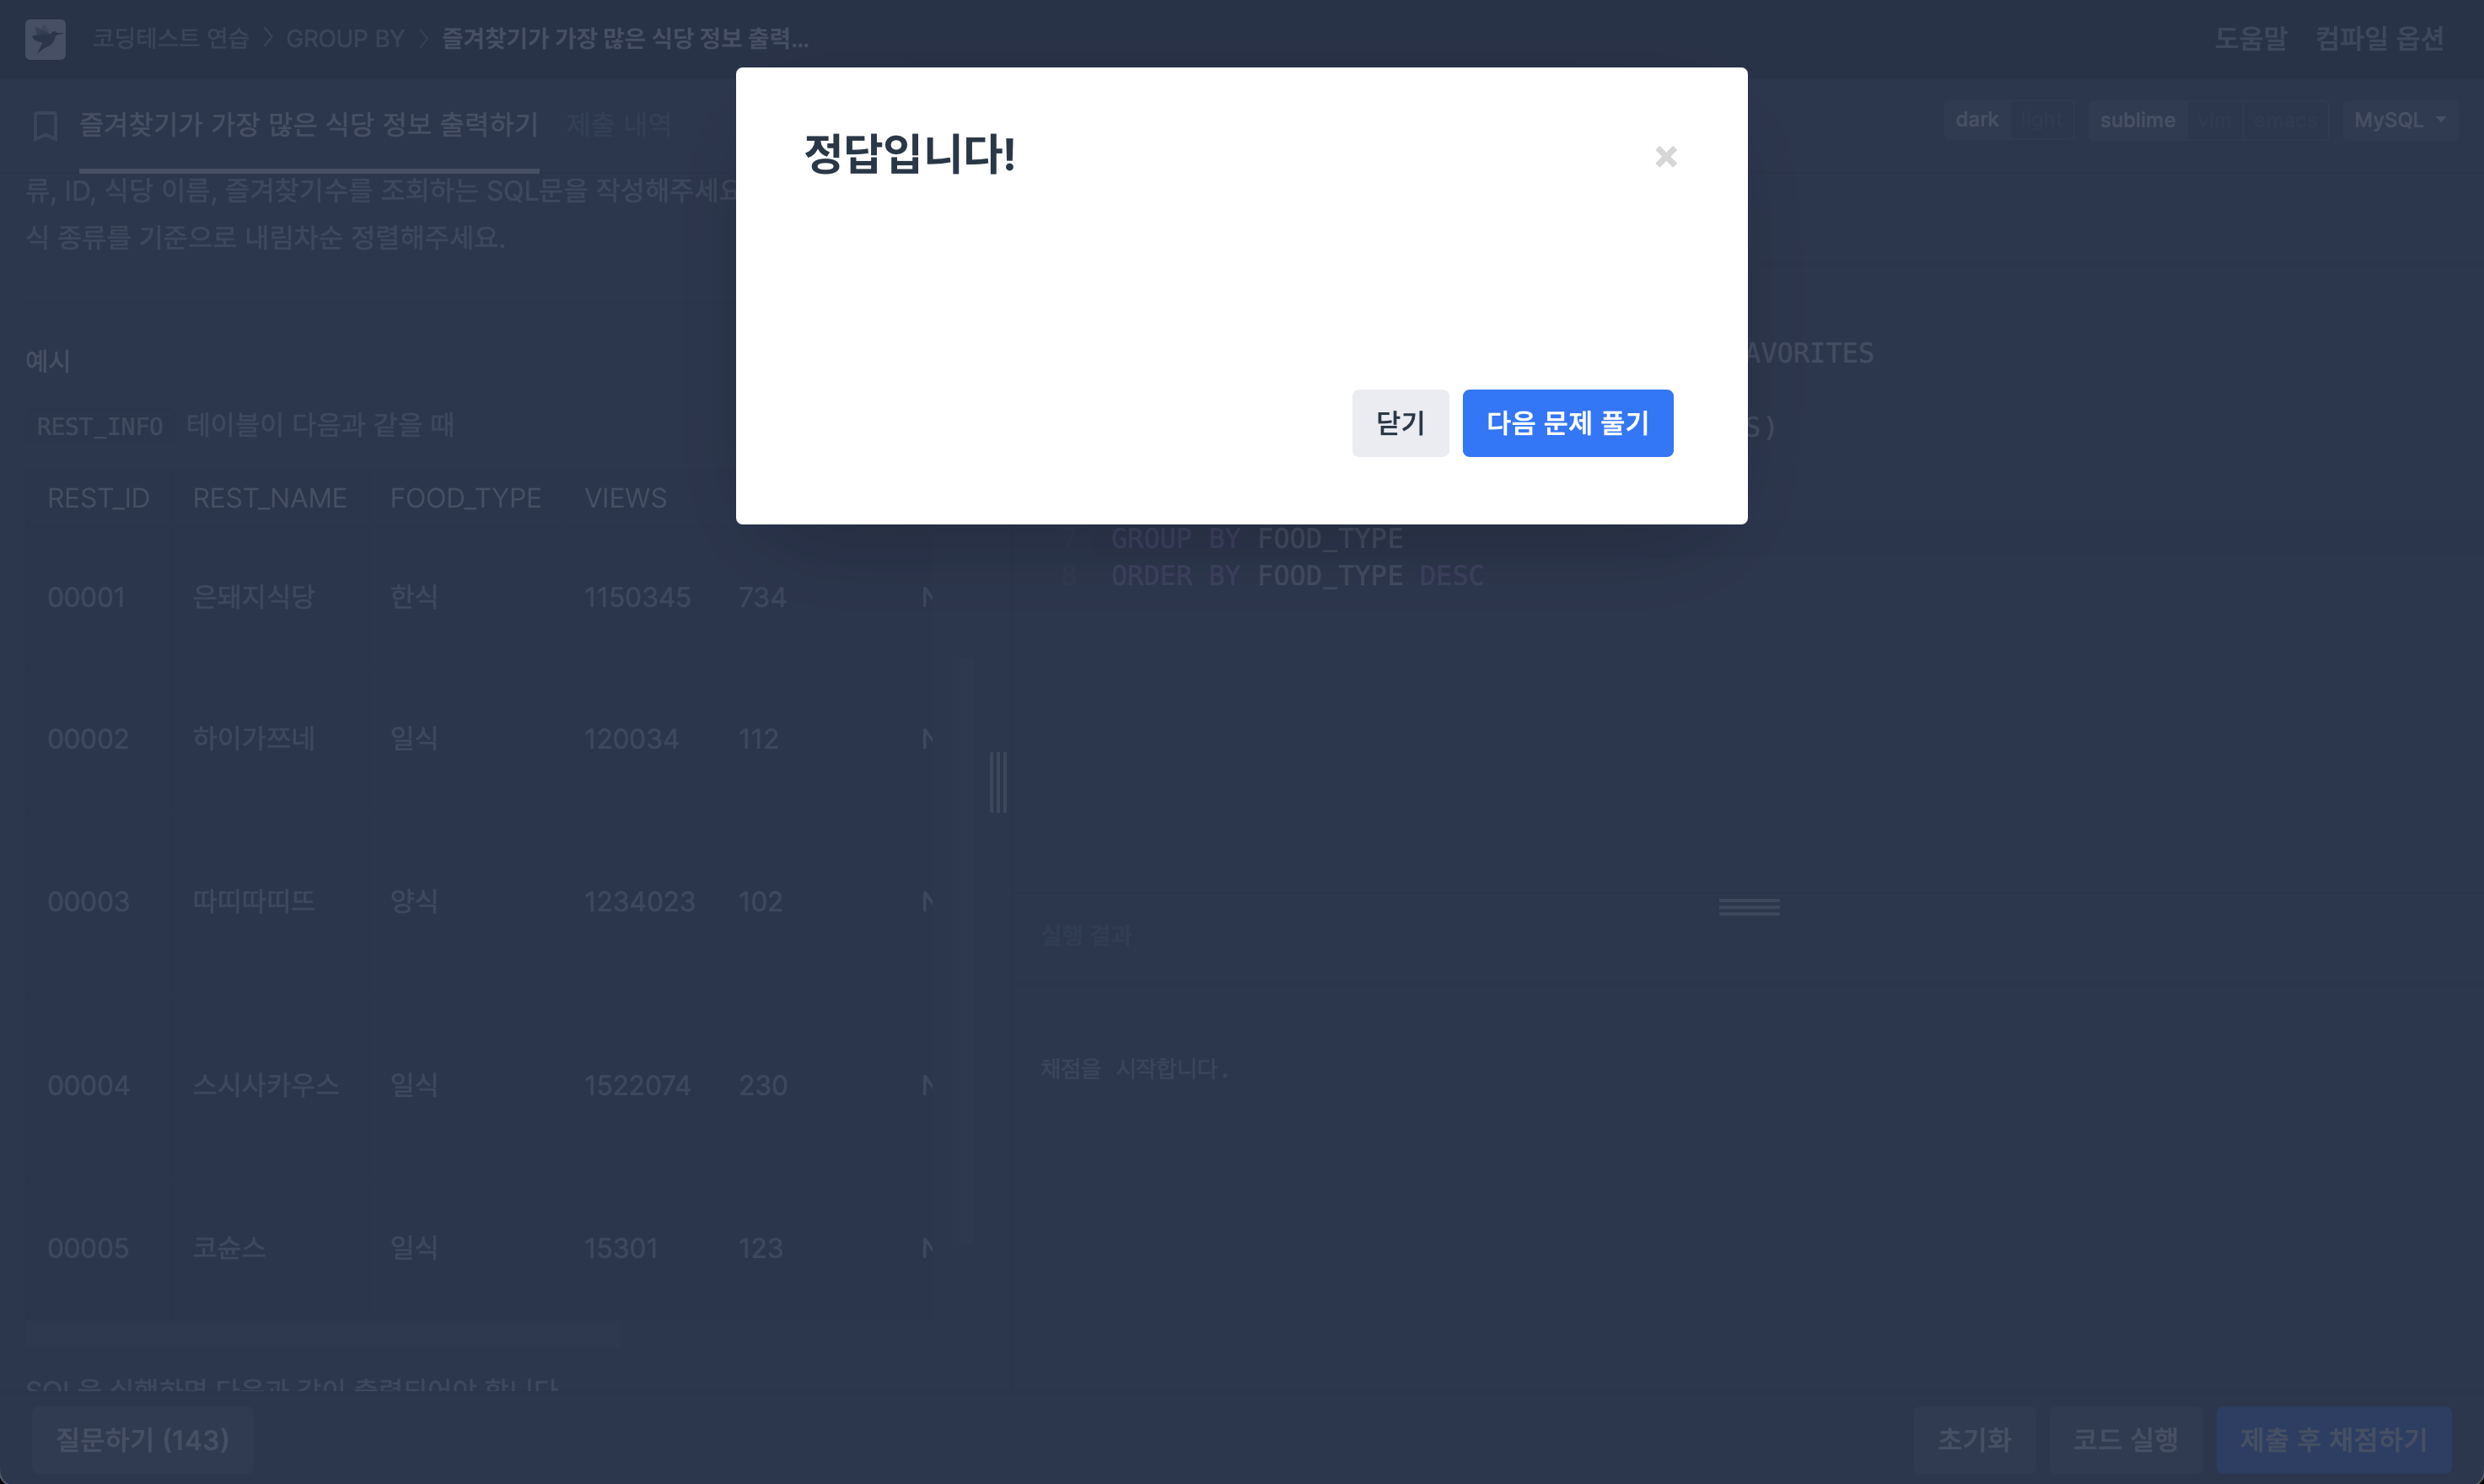 코딩테스트 연습 > GROUP BY > 즐겨찾기가 가장 많은 식당 정보 출력...
도움말 컴파일 옵션
즐겨찾기가 가장 많은 식당 정보 출력하기 제출 내역
dark light sublime vim emacs MySQL
류, ID, 식당 이름, 즐겨찾기수를 조회하는 SQL문을 작성해주세요
식 종류를 기준으로 내림차순 정렬해주세요.
정답입니다!
×
닫기 다음 문제 풀기
예시
REST_INFO 테이블이 다음과 같을 때
REST_ID REST_NAME FOOD_TYPE VIEWS
00001 은돼지식당 한식 1150345 734
00002 하이가쯔네 일식 120034 112
00003 따띠따띠뜨 양식 1234023 102
00004 스시사카우스 일식 1522074 230
00005 코슌스 일식 15301 123
SQL을 실행하면 다음과 같이 출력되어야 합니다
AVORITES
S)
7 GROUP BY FOOD_TYPE
8 ORDER BY FOOD_TYPE DESC
실행 결과
채점을 시작합니다.
질문하기 (143)
초기화 코드 실행 제출 후 채점하기